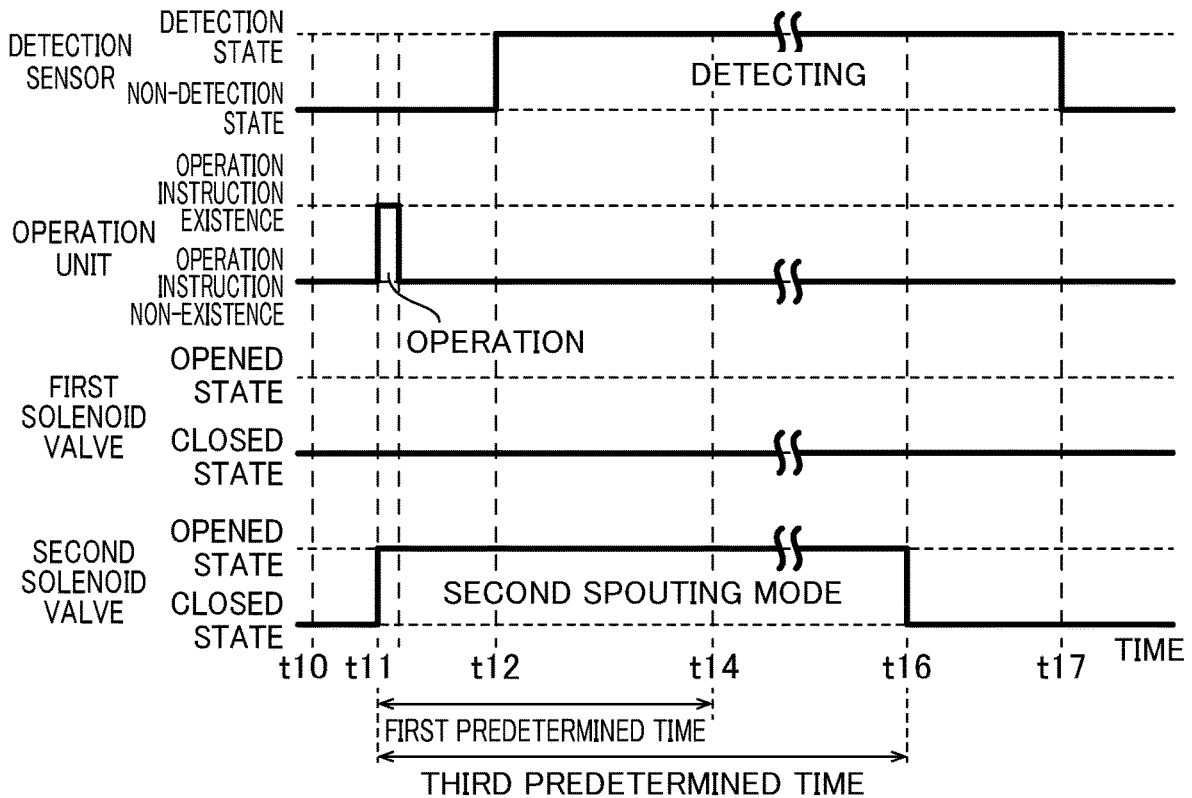 DETECTION
SENSOR
DETECTION
STATE
NON-DETECTION
STATE
DETECTING
OPERATION
UNIT
OPERATION
INSTRUCTION
EXISTENCE
OPERATION
INSTRUCTION
NON-EXISTENCE
OPERATION
FIRST
SOLENOID
VALVE
OPENED
STATE
CLOSED
STATE
SECOND
SOLENOID
VALVE
OPENED
STATE
CLOSED
STATE
SECOND SPOUTING MODE
t10 t11 t12 t14 t16 t17 TIME
FIRST PREDETERMINED TIME
THIRD PREDETERMINED TIME